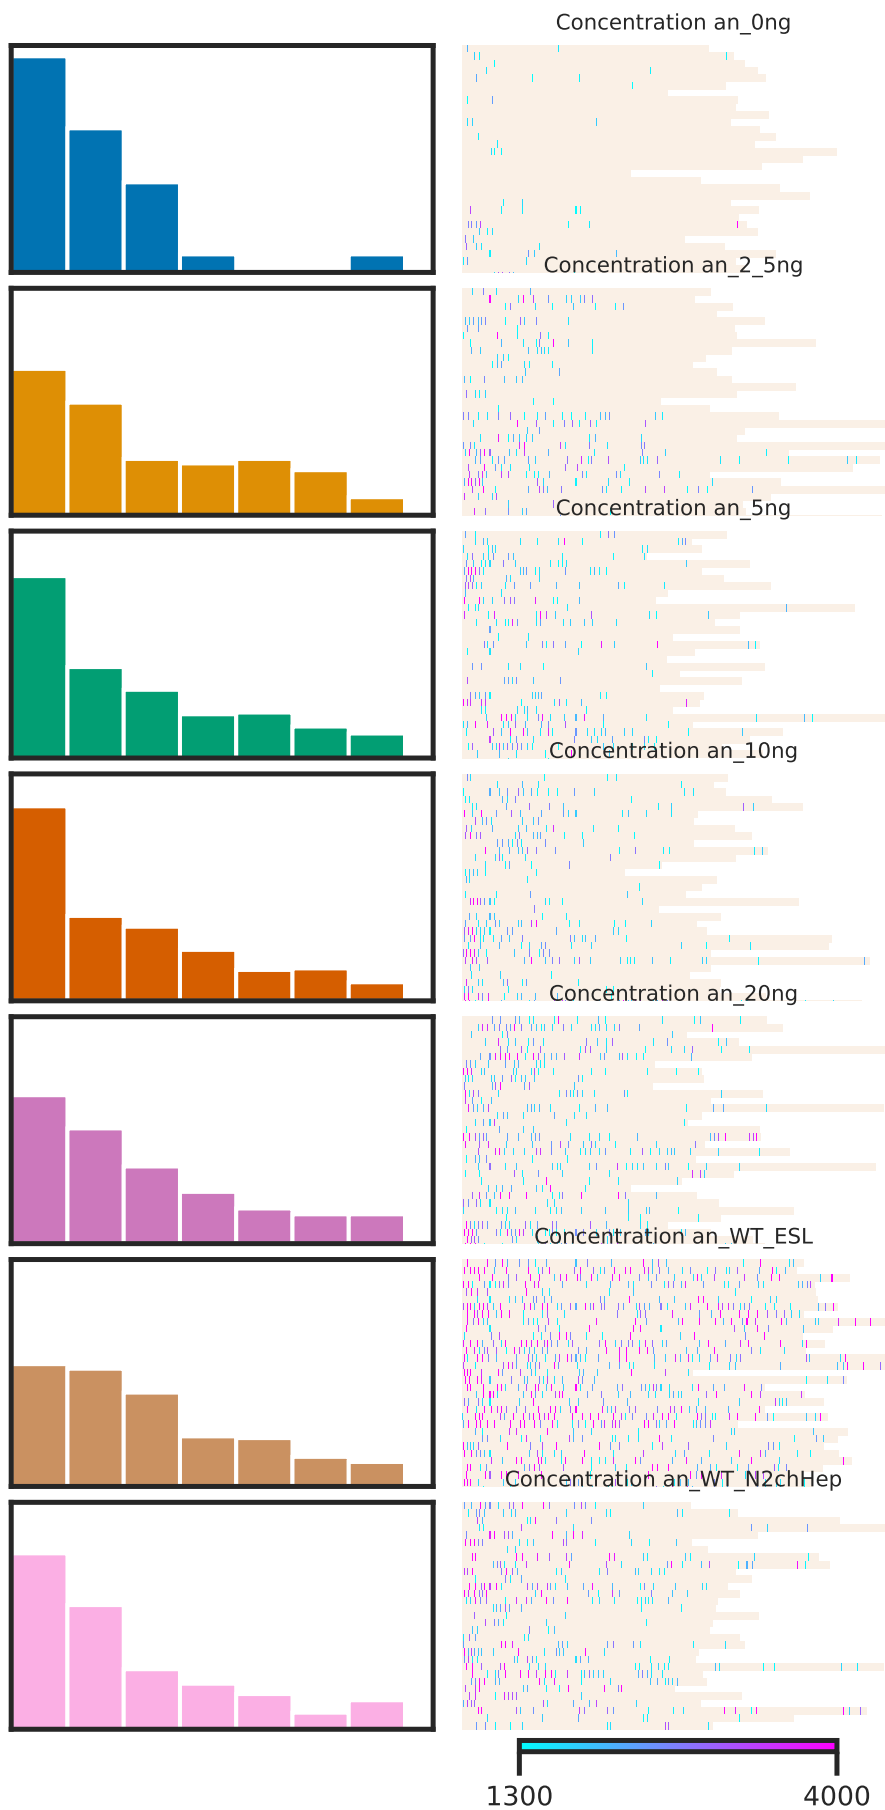 Concentration an_0ng
Concentration an_2_5ng
Concentration an_5ng
Concentration an_10ng
Concentration an_20ng
Concentration an_WT_ESL
Concentration an_WT_N2chHep
1300 4000